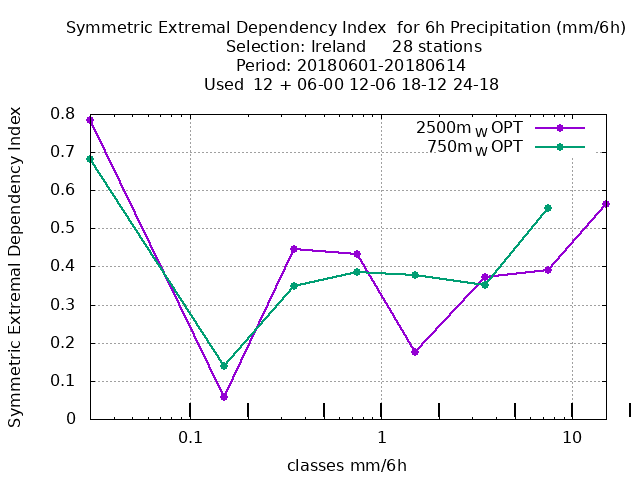 Symmetric Extremal Dependency Index  for 6h Precipitation (mm/6h)
Selection: Ireland     28 stations
Period: 20180601-20180614
Used  12 + 06-00 12-06 18-12 24-18
Symmetric Extremal Dependency Index
0.8
0.7
0.6
0.5
0.4
0.3
0.2
0.1
0
2500m W OPT
750m W OPT
0.1 1 10
classes mm/6h